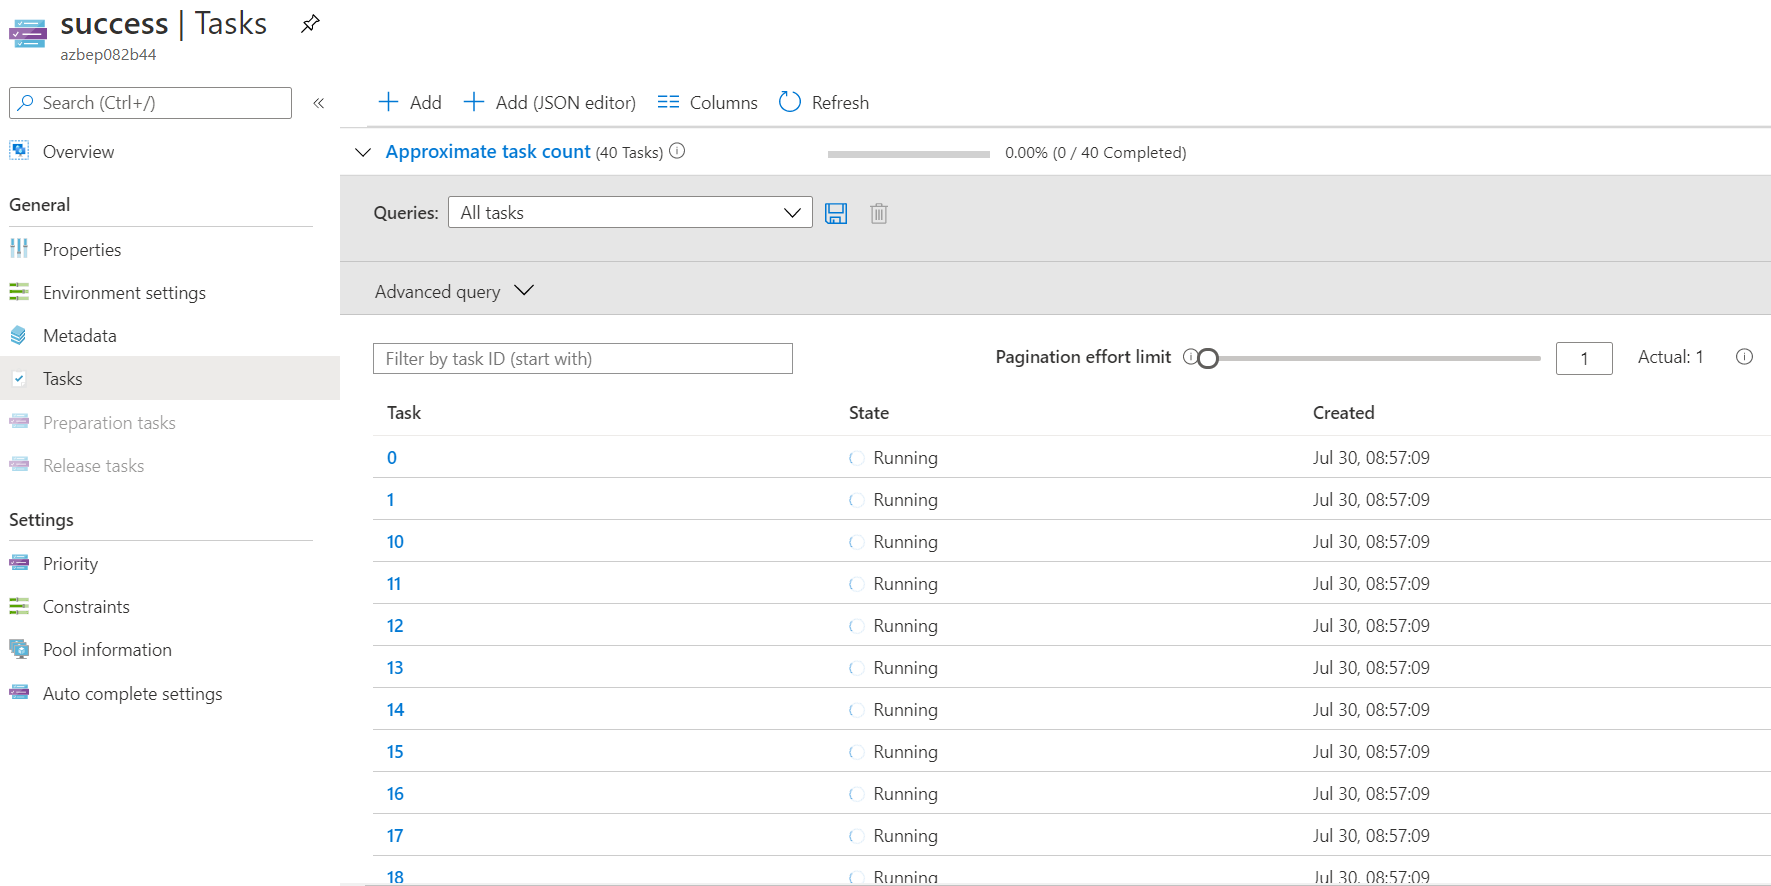 success | Tasks
azbep082b44
Search (Ctrl+/)
«
Overview
General
Properties
Environment settings
Metadata
Tasks
Preparation tasks
Release tasks
Settings
Priority
Constraints
Pool information
Auto complete settings
Add
Add (JSON editor)
Columns
Refresh
Approximate task count (40 Tasks)
0.00% (0 / 40 Completed)
Queries: All tasks
Advanced query
Filter by task ID (start with)
Pagination effort limit 1 Actual: 1
Task State Created
0 Running Jul 30, 08:57:09
1 Running Jul 30, 08:57:09
10 Running Jul 30, 08:57:09
11 Running Jul 30, 08:57:09
12 Running Jul 30, 08:57:09
13 Running Jul 30, 08:57:09
14 Running Jul 30, 08:57:09
15 Running Jul 30, 08:57:09
16 Running Jul 30, 08:57:09
17 Running Jul 30, 08:57:09
18 Running Jul 30, 08:57:09